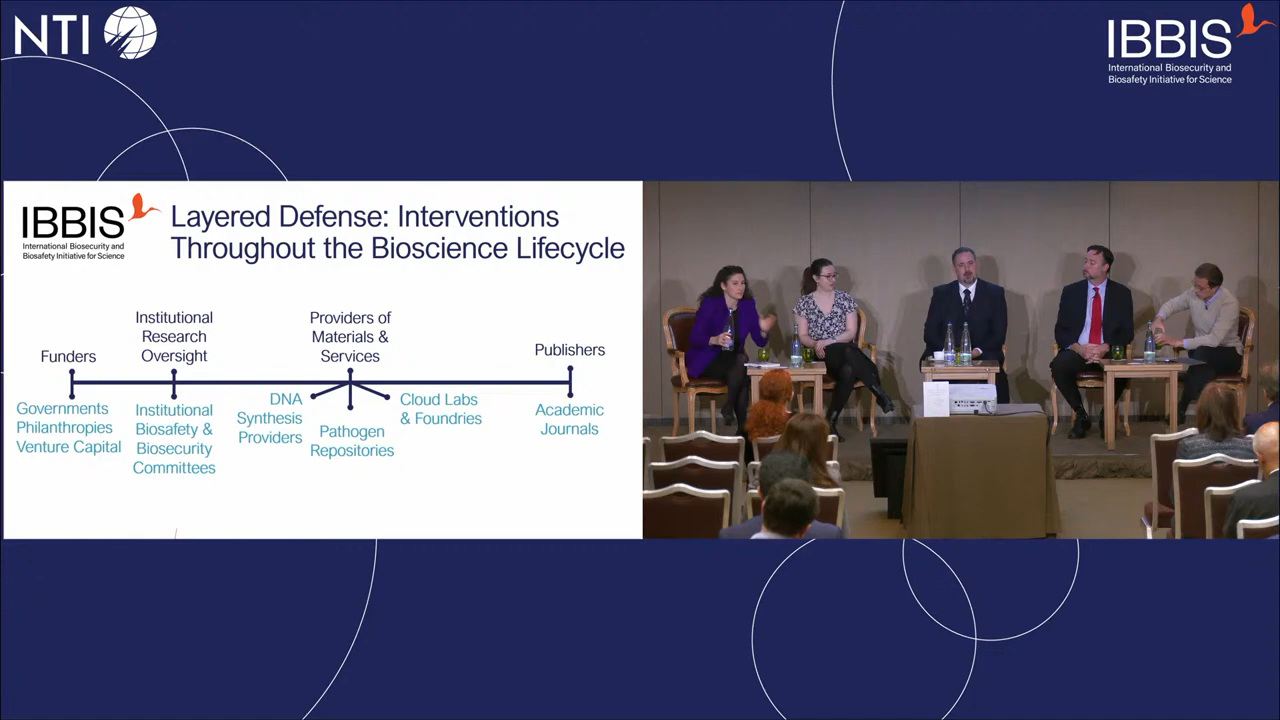 NTI
IBBIS
International Biosecurity and
Biosafety Initiative for Science
IBBIS
International Biosecurity and
Biosafety Initiative for Science
Layered Defense: Interventions
Throughout the Bioscience Lifecycle
Funders
Governments
Philanthropies
Venture Capital
Institutional
Research
Oversight
Institutional
Biosafety &
Biosecurity
Committees
Providers of
Materials &
Services
DNA
Synthesis
Providers
Pathogen
Repositories
Cloud Labs
& Foundries
Publishers
Academic
Journals